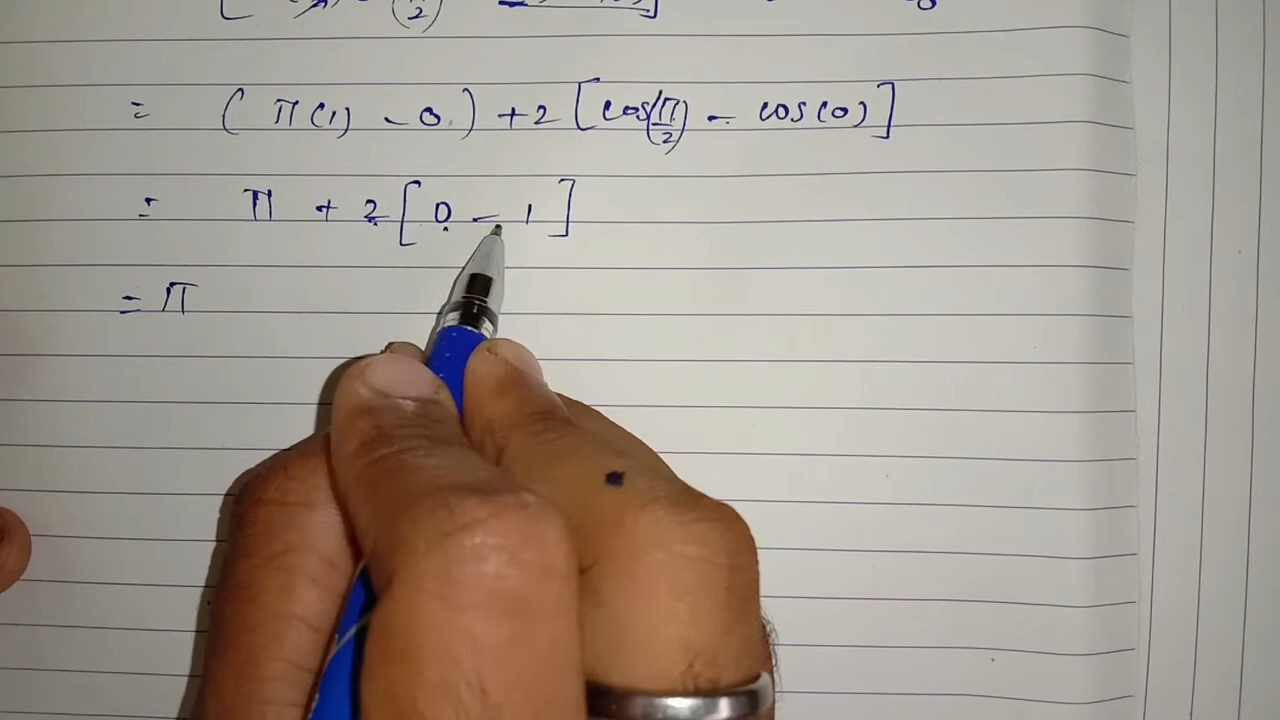 = ( π(1) - 0 ) + 2 [ cos(π/2) - cos(0) ]
= π + 2 [ 0 - 1 ]
= π